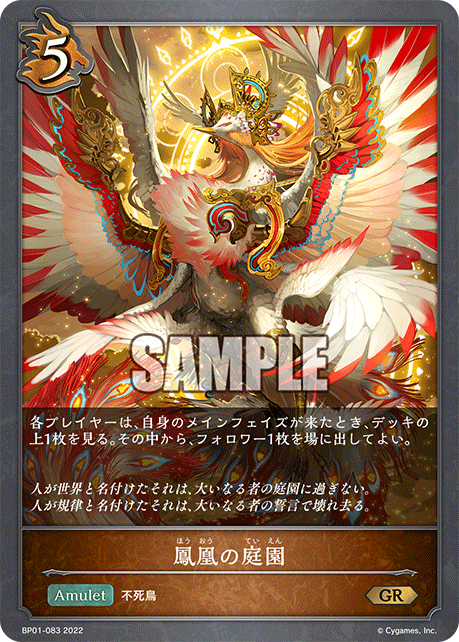 5
SAMPLE
各プレイヤーは、自身のメインフェイズが来たとき、デッキの
上1枚を見る。その中から、フォロワー1枚を場に出してよい。
人が世界と名付けたそれは、大いなる者の庭園に過ぎない。
人が規律と名付けたそれは、大いなる者の誓言で壊れ去る。
ほう おう てい えん
鳳凰の庭園
Amulet 不死鳥 GR
BP01-083 2022 © Cygames, Inc.